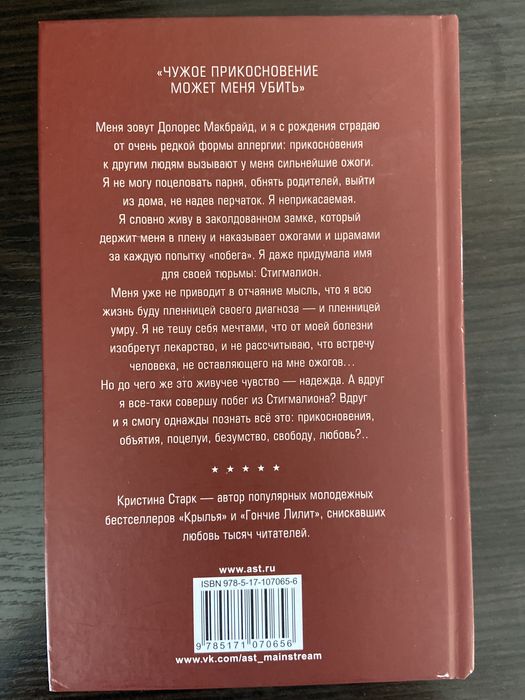 «ЧУЖОЕ ПРИКОСНОВЕНИЕ
МОЖЕТ МЕНЯ УБИТЬ»
Меня зовут Долорес Макбрайд, и я с рождения страдаю
от очень редкой формы аллергии: прикосновения
к другим людям вызывают у меня сильнейшие ожоги.
Я не могу поцеловать парня, обнять родителей, выйти
из дома, не надев перчаток. Я неприкасаемая.
Я словно живу в заколдованном замке, который
держит меня в плену и наказывает ожогами и шрамами
за каждую попытку «побега». Я даже придумала имя
для своей тюрьмы: Стигмалион.
Меня уже не приводит в отчаяние мысль, что я всю
жизнь буду пленницей своего диагноза — и пленницей
умру. Я не тешу себя мечтами, что от моей болезни
изобретут лекарство, и не рассчитываю, что встречу
человека, не оставляющего на мне ожогов...
Но до чего же это живучее чувство — надежда. А вдруг
я все-таки совершу побег из Стигмалиона? Вдруг
и я смогу однажды познать всё это: прикосновения,
объятия, поцелуи, безумство, свободу, любовь?..
★ ★ ★ ★ ★
Кристина Старк — автор популярных молодежных
бестселлеров «Крылья» и «Гончие Лилит», снискавших
любовь тысяч читателей.
www.ast.ru
ISBN 978-5-17-107065-6
9 785171 070656
www.vk.com/ast_mainstream